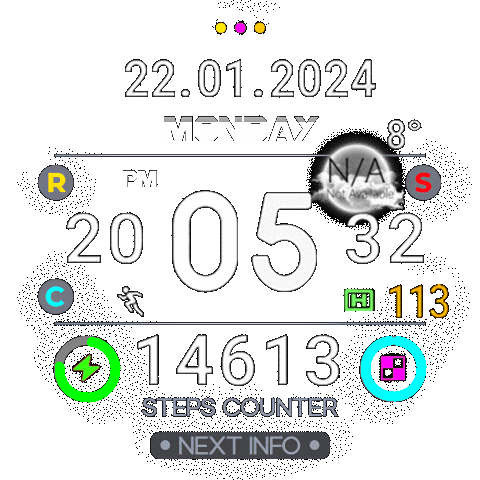 22.01.2024
MONDAY
8°
N/A
Not Available
R
S
PM
20
05
32
C
113
14613
STEPS COUNTER
• NEXT INFO •